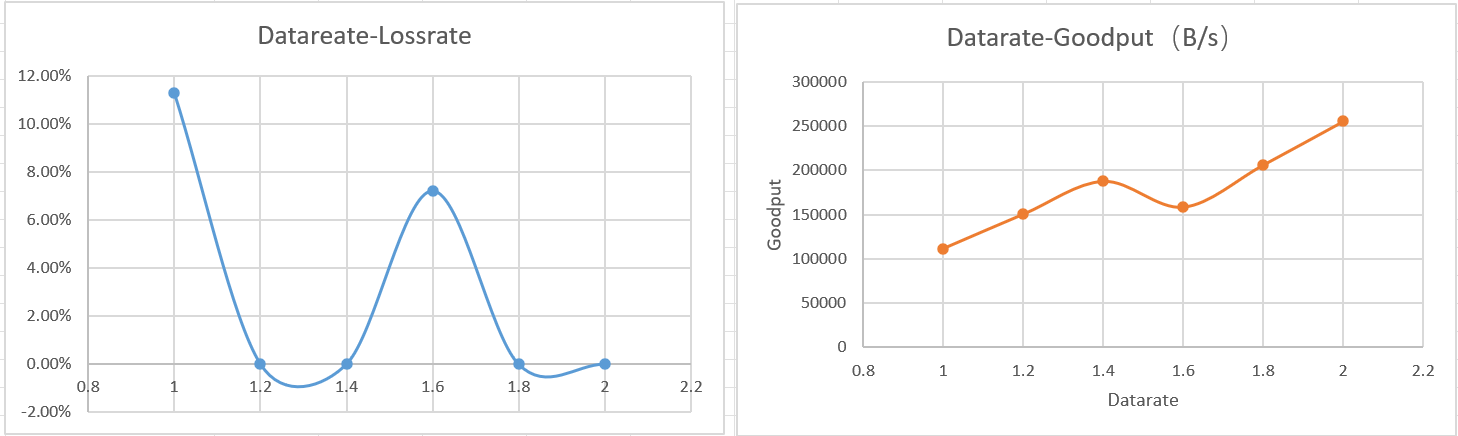 Datareate-Lossrate
12.00%
10.00%
8.00%
6.00%
4.00%
2.00%
0.00%
-2.00%
0.8 1 1.2 1.4 1.6 1.8 2 2.2
Datarate-Goodput（B/s）
300000
250000
200000
150000
100000
50000
0
Goodput
0.8 1 1.2 1.4 1.6 1.8 2 2.2
Datarate